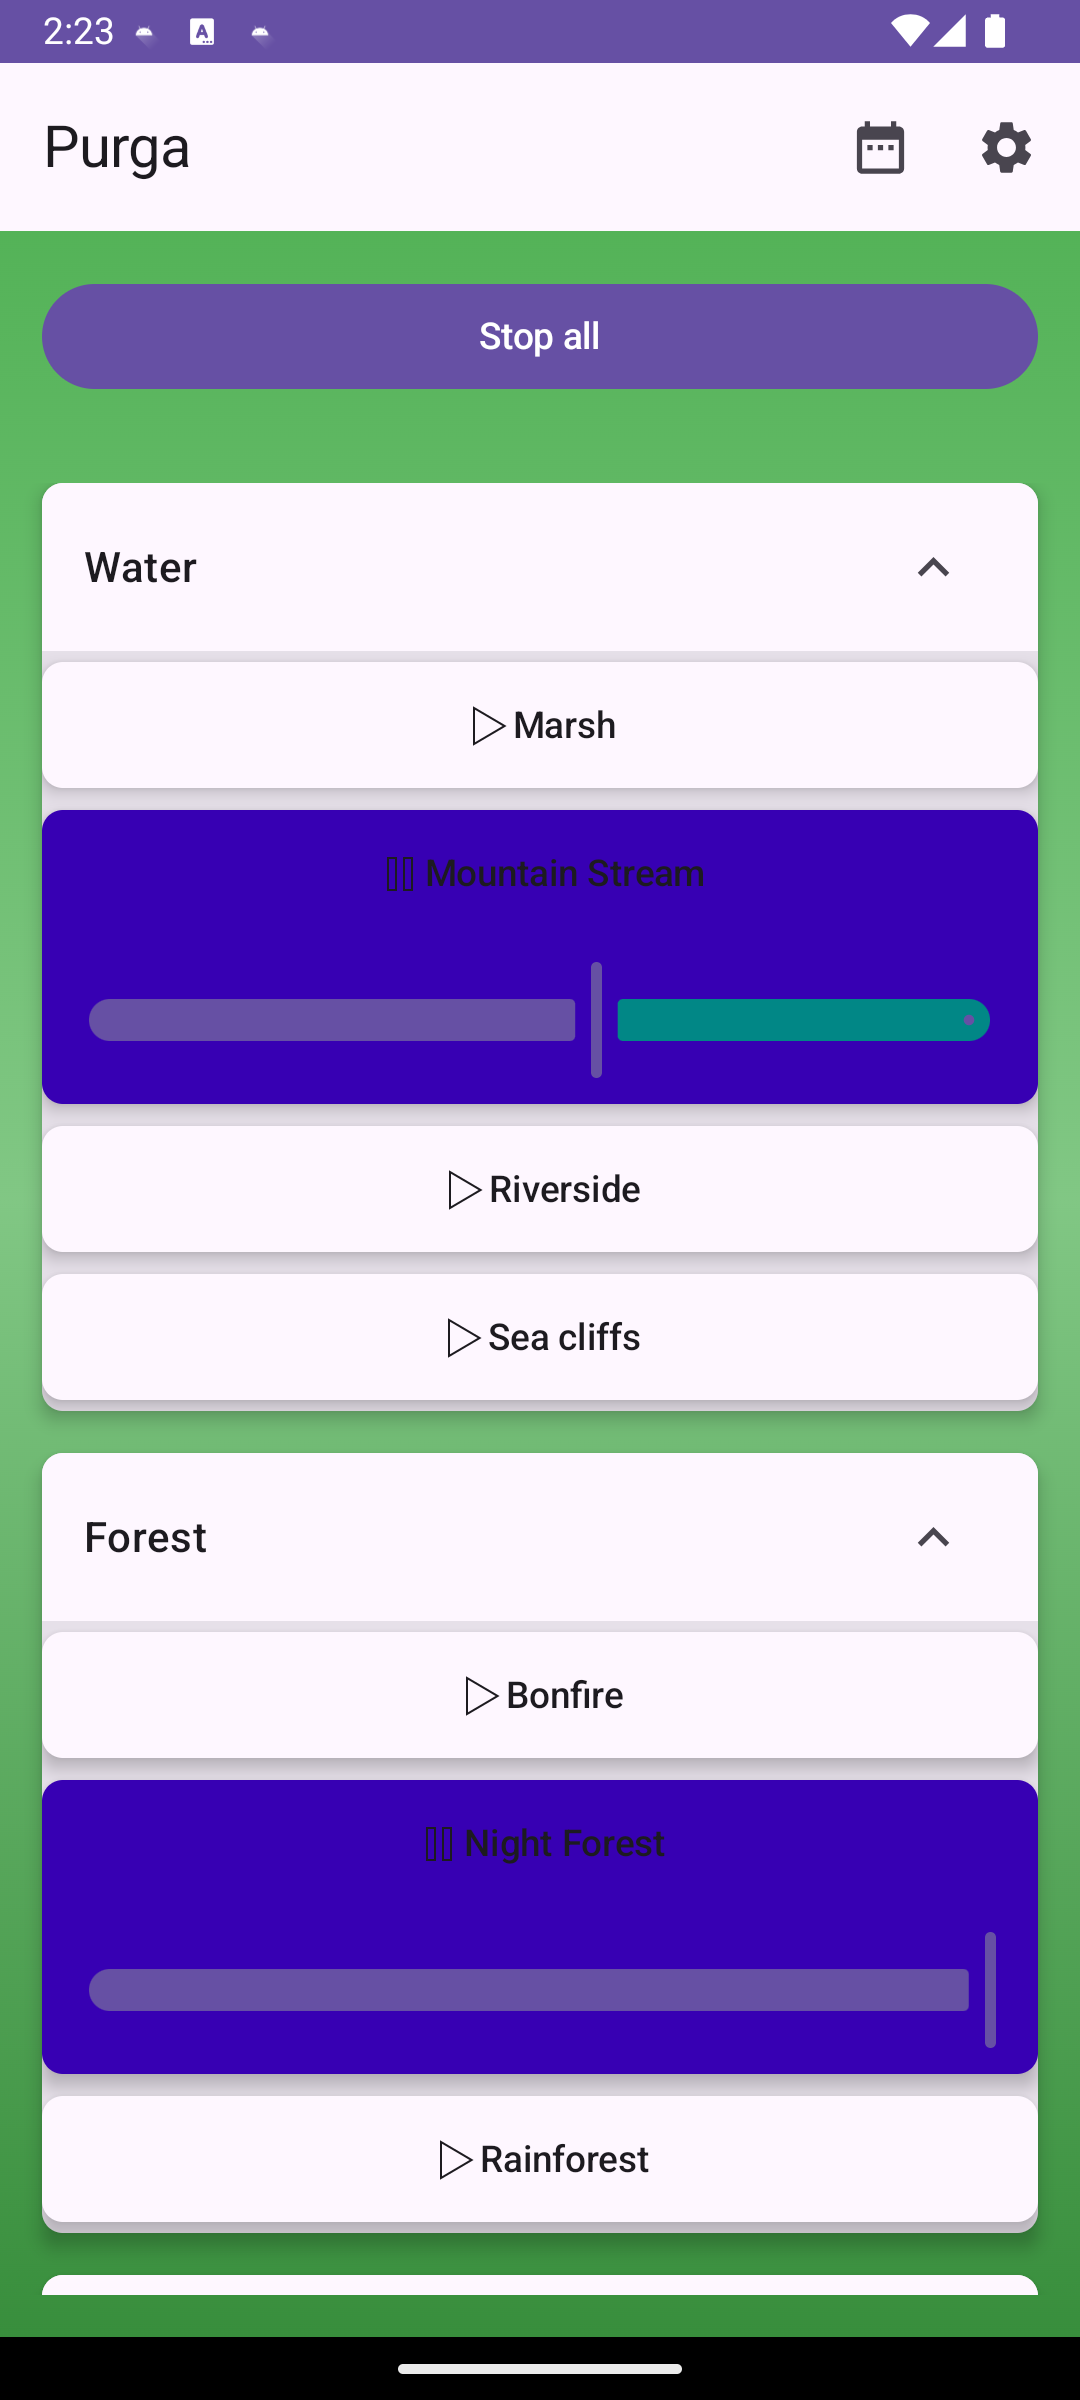 2:23
Purga
Stop all
Water
▷ Marsh
▯▯ Mountain Stream
▷ Riverside
▷ Sea cliffs
Forest
▷ Bonfire
▯▯ Night Forest
▷ Rainforest